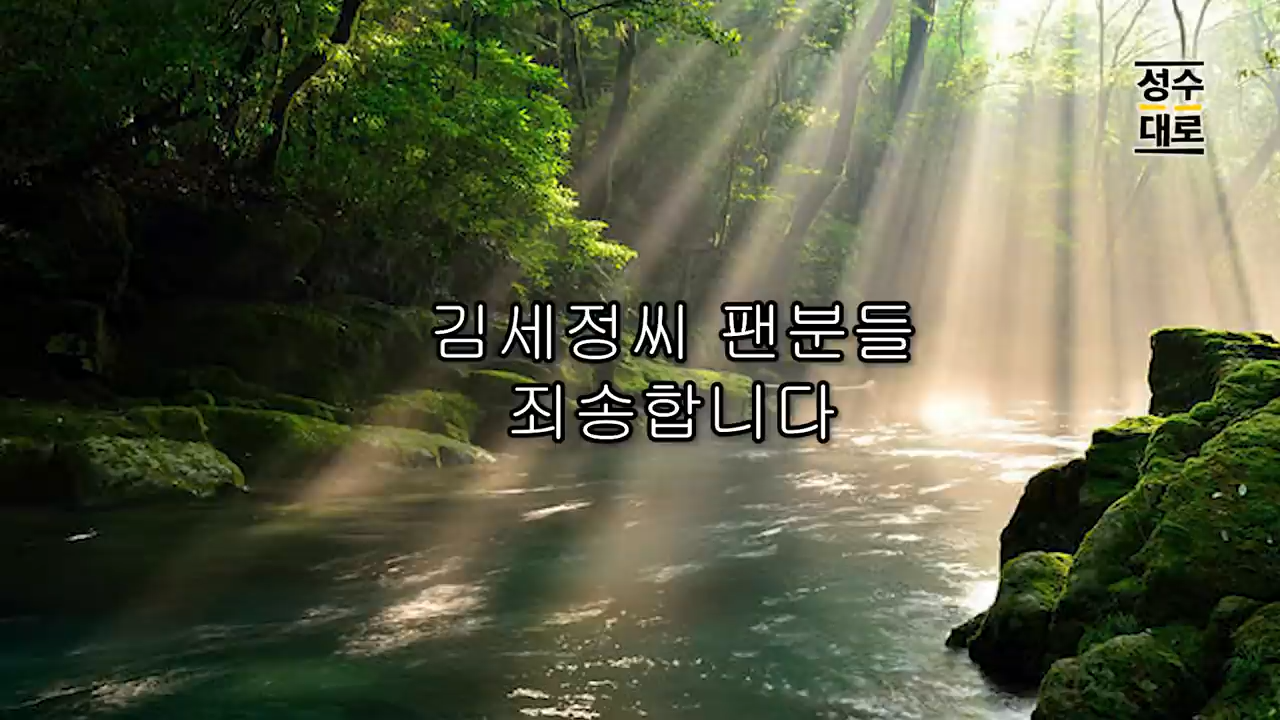 성수
대로
김세정씨 팬분들
죄송합니다